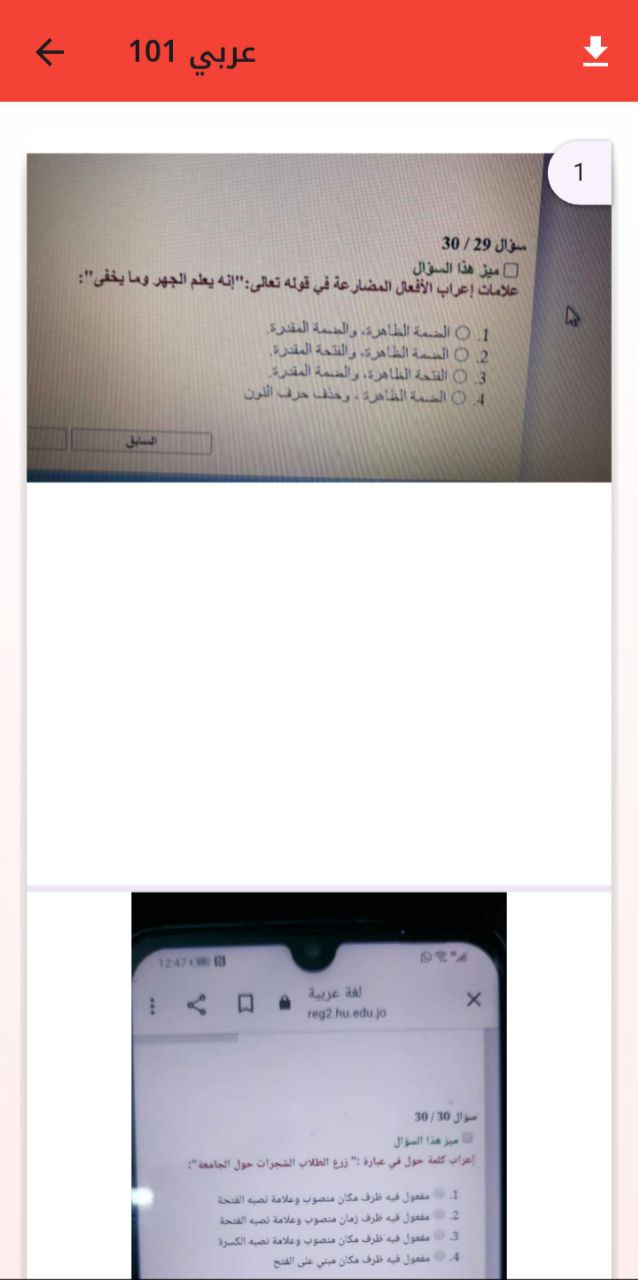 عربي 101
1
سؤال 29 / 30
ميز هذا السؤال
علامات إعراب الأفعال المضارعة في قوله تعالى:"إنه يعلم الجهر وما يخفى":
1. الضمة الظاهرة، والضمة المقدرة.
2. الضمة الظاهرة، والفتحة المقدرة.
3. الفتحة الظاهرة، والضمة المقدرة.
4. الضمة الظاهرة ، وحذف حرف النون
السابق
12:47
لغة عربية
reg2.hu.edu.jo
سؤال 30 / 30
ميز هذا السؤال
إعراب كلمة حول في عبارة :" زرع الطلاب الشجرات حول الجامعة":
1. مفعول فيه ظرف مكان منصوب وعلامة نصبه الفتحة
2. مفعول فيه ظرف زمان منصوب وعلامة نصبه الفتحة
3. مفعول فيه ظرف مكان منصوب وعلامة نصبه الكسرة
4. مفعول فيه ظرف مكان مبني على الفتح